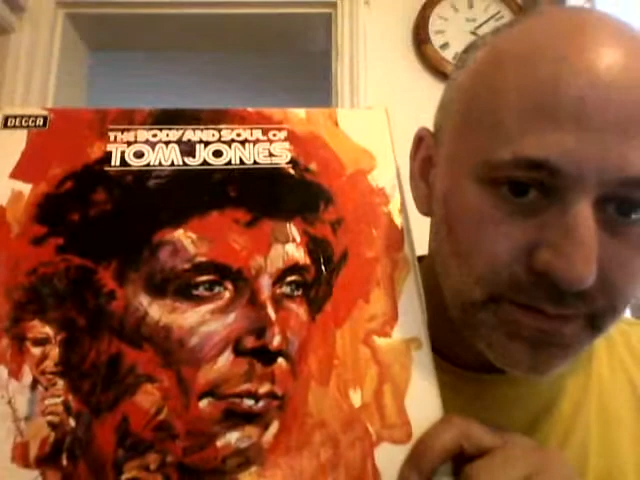 DECCA
THE BODY AND SOUL OF
TOM JONES